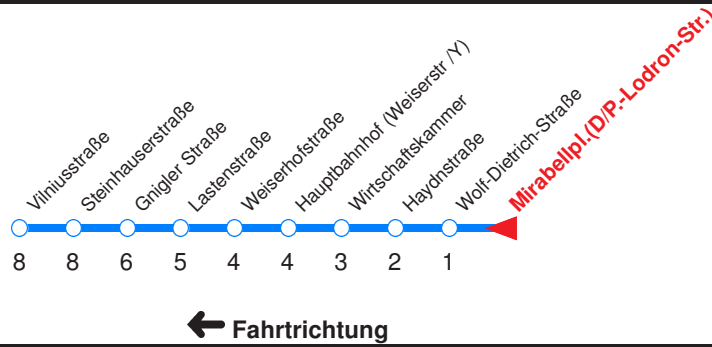 Vilniusstraße
Steinhauserstraße
Gnigler Straße
Lastenstraße
Weiserhofstraße
Hauptbahnhof (Weiserstr /Y)
Wirtschaftskammer
Haydnstraße
Wolf-Dietrich-Straße
Mirabellpl.(D/P.-Lodron-Str.)
8 8 6 5 4 4 3 2 1
Fahrtrichtung